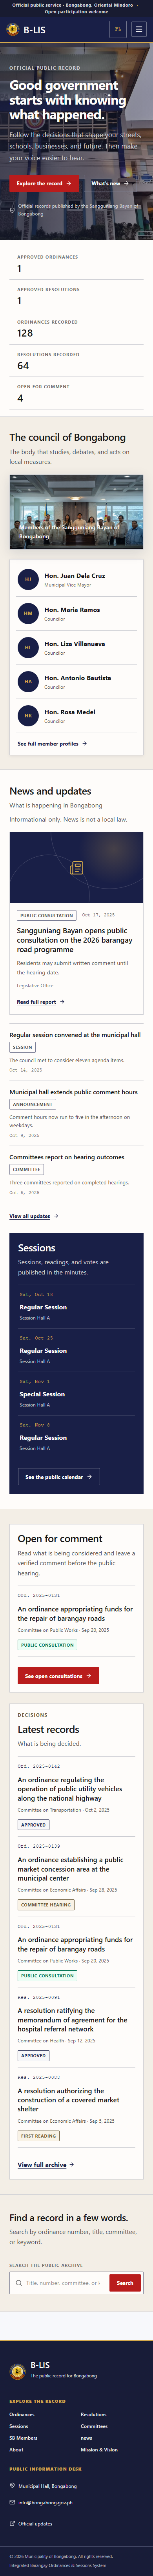 Official public service · Bongabong, Oriental Mindoro ·
Open participation welcome
B-LIS
FL
OFFICIAL PUBLIC RECORD
Good government
starts with knowing
what happened.
Follow the decisions that shape your streets,
schools, businesses, and future. Then make
your voice easier to hear.
Explore the record →
What's new →
Official records published by the Sangguniang Bayan of
Bongabong
APPROVED ORDINANCES
1
APPROVED RESOLUTIONS
1
ORDINANCES RECORDED
128
RESOLUTIONS RECORDED
64
OPEN FOR COMMENT
4
The council of Bongabong
The body that studies, debates, and acts on
local measures.
Members of the Sangguniang Bayan of
Bongabong
HJ
Hon. Juan Dela Cruz
Municipal Vice Mayor
HM
Hon. Maria Ramos
Councilor
HL
Hon. Liza Villanueva
Councilor
HA
Hon. Antonio Bautista
Councilor
HR
Hon. Rosa Medel
Councilor
See full member profiles →
News and updates
What is happening in Bongabong
Informational only. News is not a local law.
PUBLIC CONSULTATION
Oct 17, 2025
Sangguniang Bayan opens public
consultation on the 2026 barangay
road programme
Residents may submit written comment until
the hearing date.
Legislative Office
Read full report →
Regular session convened at the municipal hall
SESSION
The council met to consider eleven agenda items.
Oct 14, 2025
Municipal hall extends public comment hours
ANNOUNCEMENT
Comment hours now run to five in the afternoon on
weekdays.
Oct 9, 2025
Committees report on hearing outcomes
COMMITTEE
Three committees reported on completed hearings.
Oct 6, 2025
View all updates →
Sessions
Sessions, readings, and votes are
published in the minutes.
Sat, Oct 18
Regular Session
Session Hall A
Sat, Oct 25
Regular Session
Session Hall A
Sat, Nov 1
Special Session
Session Hall A
Sat, Nov 8
Regular Session
Session Hall A
See the public calendar →
Open for comment
Read what is being considered and leave a
verified comment before the public
hearing.
Ord. 2025-0131
An ordinance appropriating funds for
the repair of barangay roads
Committee on Public Works · Sep 20, 2025
PUBLIC CONSULTATION
See open consultations →
DECISIONS
Latest records
What is being decided.
Ord. 2025-0142
An ordinance regulating the
operation of public utility vehicles
along the national highway
Committee on Transportation · Oct 2, 2025
APPROVED
Ord. 2025-0139
An ordinance establishing a public
market concession area at the
municipal center
Committee on Economic Affairs · Sep 28, 2025
COMMITTEE HEARING
Ord. 2025-0131
An ordinance appropriating funds for
the repair of barangay roads
Committee on Public Works · Sep 20, 2025
PUBLIC CONSULTATION
Res. 2025-0091
A resolution ratifying the
memorandum of agreement for the
hospital referral network
Committee on Health · Sep 12, 2025
APPROVED
Res. 2025-0088
A resolution authorizing the
construction of a covered market
shelter
Committee on Economic Affairs · Sep 5, 2025
FIRST READING
View full archive →
Find a record in a few words.
Search by ordinance number, title, committee,
or keyword.
SEARCH THE PUBLIC ARCHIVE
Title, number, committee, or k
Search
B-LIS
The public record for Bongabong
EXPLORE THE RECORD
Ordinances
Resolutions
Sessions
Committees
SB Members
news
About
Mission & Vision
PUBLIC INFORMATION DESK
Municipal Hall, Bongabong
info@bongabong.gov.ph
Official updates
© 2026 Municipality of Bongabong. All rights reserved.
Integrated Barangay Ordinances & Sessions System